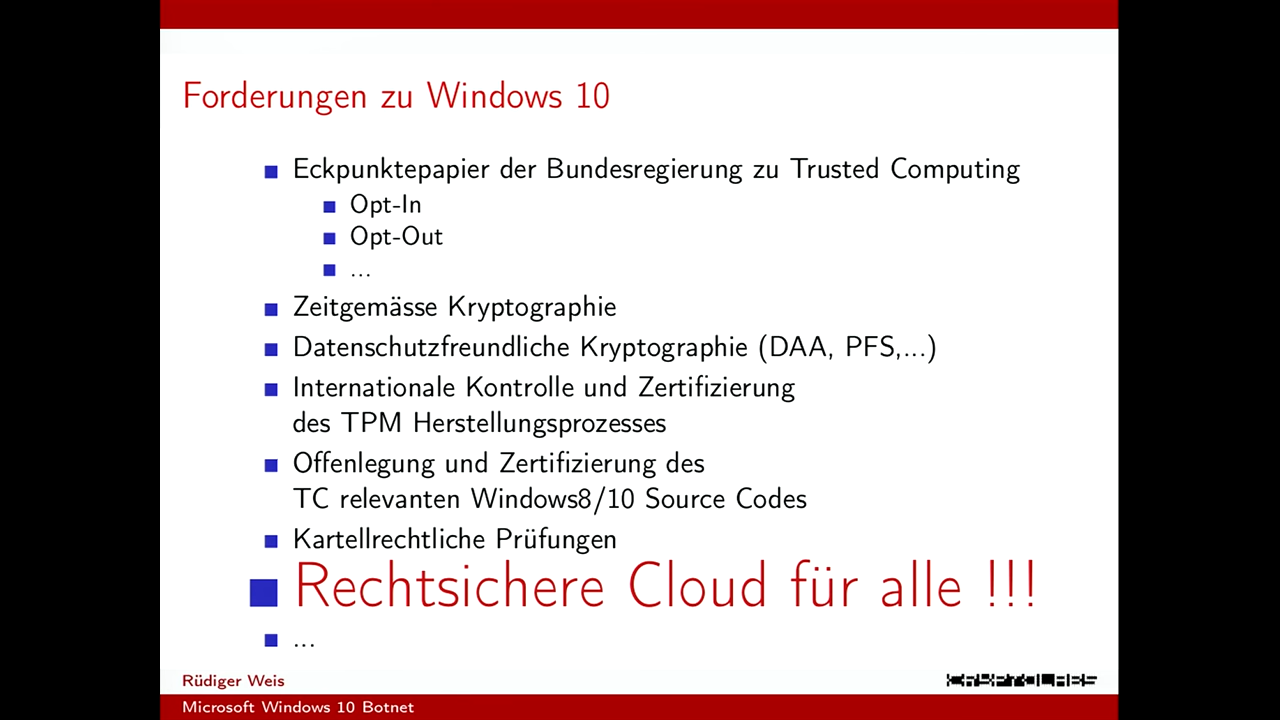 Forderungen zu Windows 10
Eckpunktepapier der Bundesregierung zu Trusted Computing
Opt-In
Opt-Out
...
Zeitgemässe Kryptographie
Datenschutzfreundliche Kryptographie (DAA, PFS,...)
Internationale Kontrolle und Zertifizierung
des TPM Herstellungsprozesses
Offenlegung und Zertifizierung des
TC relevanten Windows8/10 Source Codes
Kartellrechtliche Prüfungen
Rechtsichere Cloud für alle !!!
...
Rüdiger Weis
Microsoft Windows 10 Botnet